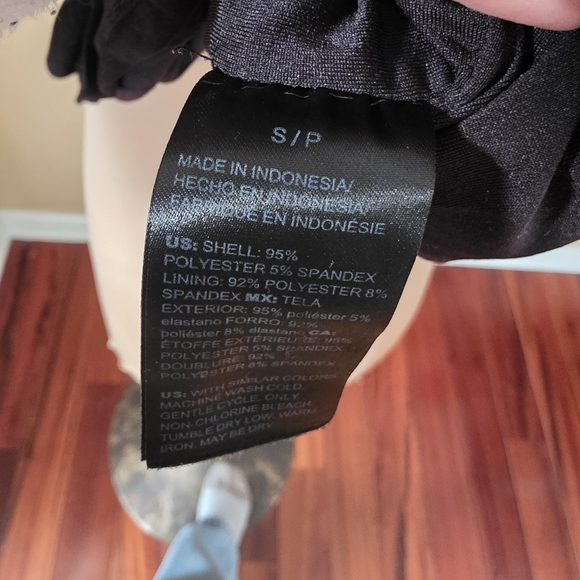 S/P
MADE IN INDONESIA/
HECHO EN INDONESIA/
FABRIQUÉ EN INDONÉSIE
US: SHELL: 95%
POLYESTER 5% SPANDEX
LINING: 92% POLYESTER 8%
SPANDEX MX: TELA
EXTERIOR: 95% poliéster 5%
elastano FORRO: 92%
poliéster 8% elastano CA:
ÉTOFFE EXTÉRIEURE: 95%
POLYESTER 5% SPANDEX
DOUBLURE: 92%
POLYESTER 8% SPANDEX
US: WITH SIMILAR COLORS
MACHINE WASH COLD,
GENTLE CYCLE. ONLY
NON-CHLORINE BLEACH
TUMBLE DRY LOW. WARM
IRON. MAY BE DRY